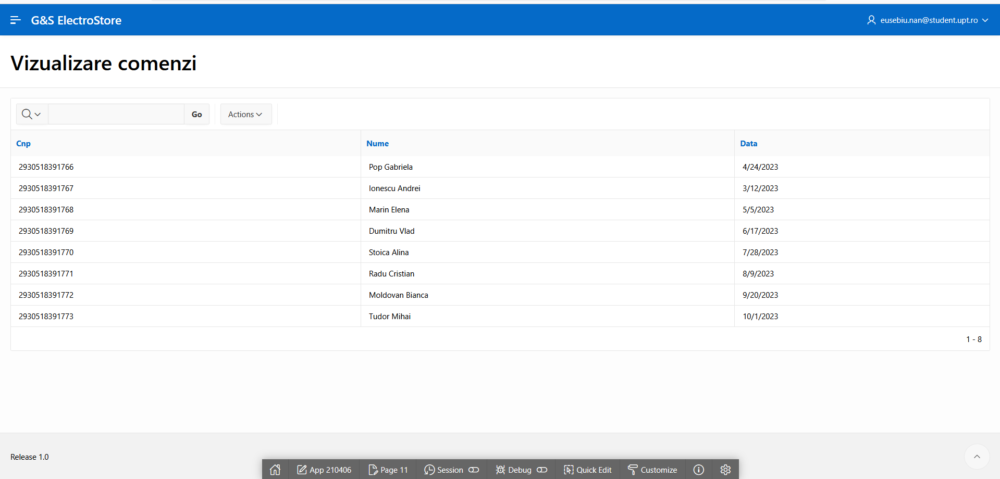 G&S ElectroStore
eusebiu.nan@student.upt.ro
Vizualizare comenzi
Go
Actions
Cnp Nume Data
2930518391766 Pop Gabriela 4/24/2023
2930518391767 Ionescu Andrei 3/12/2023
2930518391768 Marin Elena 5/5/2023
2930518391769 Dumitru Vlad 6/17/2023
2930518391770 Stoica Alina 7/28/2023
2930518391771 Radu Cristian 8/9/2023
2930518391772 Moldovan Bianca 9/20/2023
2930518391773 Tudor Mihai 10/1/2023
1 - 8
Release 1.0
App 210406 Page 11 Session Debug Quick Edit Customize